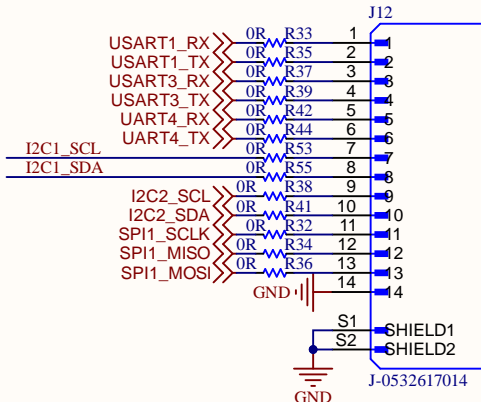 J12
USART1_RX 0R R33 1 1
USART1_TX 0R R35 2 2
USART3_RX 0R R37 3 3
USART3_TX 0R R39 4 4
UART4_RX 0R R42 5 5
UART4_TX 0R R44 6 6
I2C1_SCL 0R R53 7 7
I2C1_SDA 0R R55 8 8
I2C2_SCL 0R R38 9 9
I2C2_SDA 0R R41 10 10
SPI1_SCLK 0R R32 11 11
SPI1_MISO 0R R34 12 12
SPI1_MOSI 0R R36 13 13
GND 14 14
S1 SHIELD1
S2 SHIELD2
J-0532617014
GND